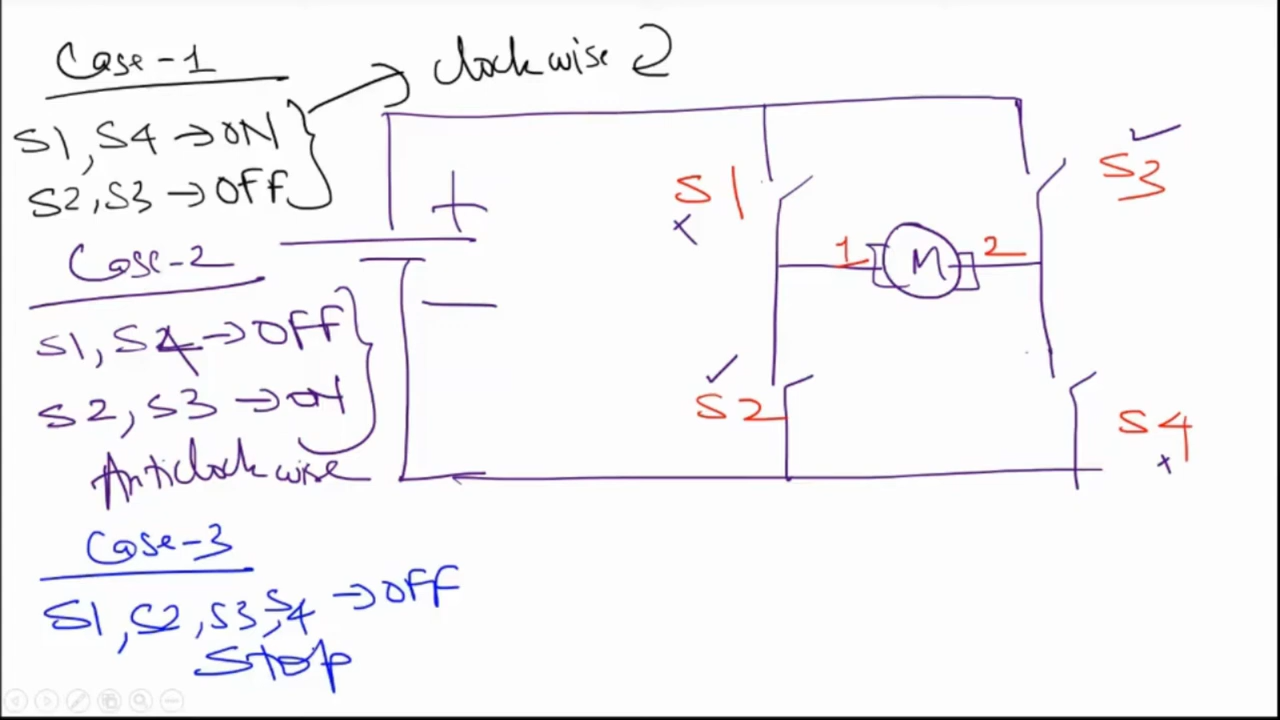 Case-1
clockwise
S1, S4 → ON
S2, S3 → Off
Case-2
S1, S4 → Off
S2, S3 → ON
Anticlockwise
Case-3
S1, S2, S3, S4 → Off
Stop
+
−
S1
x
S3
✓
1
M
2
✓
S2
S4
x